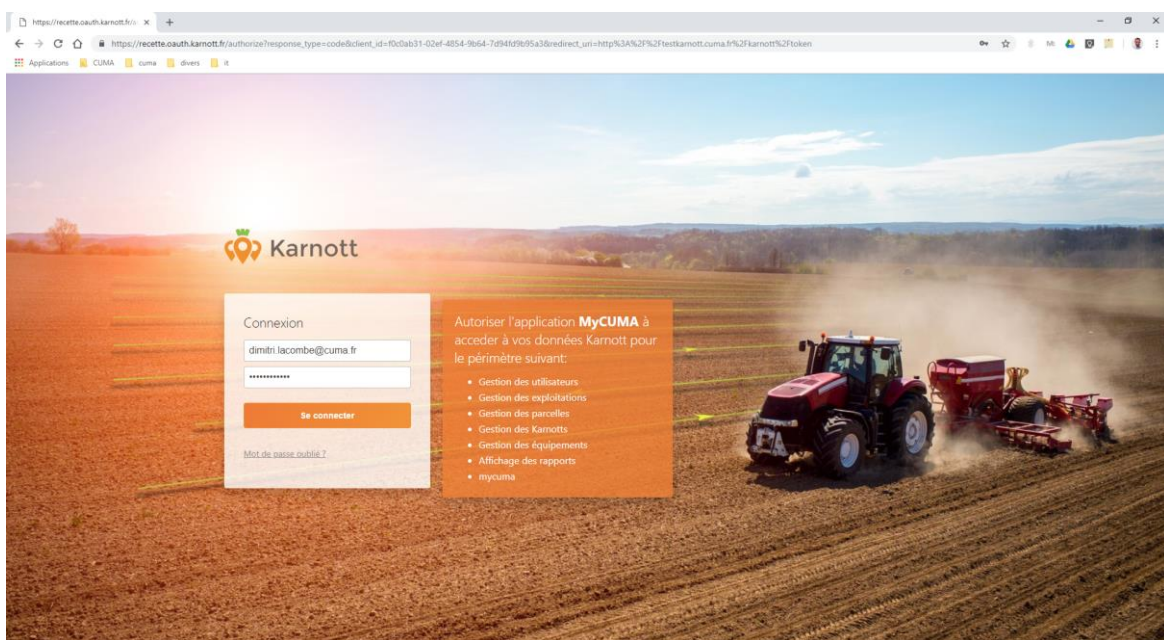 https://recette.oauth.karnott.fr/a
https://recette.oauth.karnott.fr/authorize?response_type=code&client_id=f0c0ab31-02ef-4854-9b64-7d94fd9b95a3&redirect_uri=http%3A%2F%2Ftestkarnott.cuma.fr%2Fkarnott%2Ftoken
Applications CUMA cuma divers it
Karnott
Connexion
dimitri.lacombe@cuma.fr
••••••••••••
Se connecter
Mot de passe oublié ?
Autoriser l'application MyCUMA à
acceder à vos données Karnott pour
le périmètre suivant:
• Gestion des utilisateurs
• Gestion des exploitations
• Gestion des parcelles
• Gestion des Karnotts
• Gestion des équipements
• Affichage des rapports
• mycuma